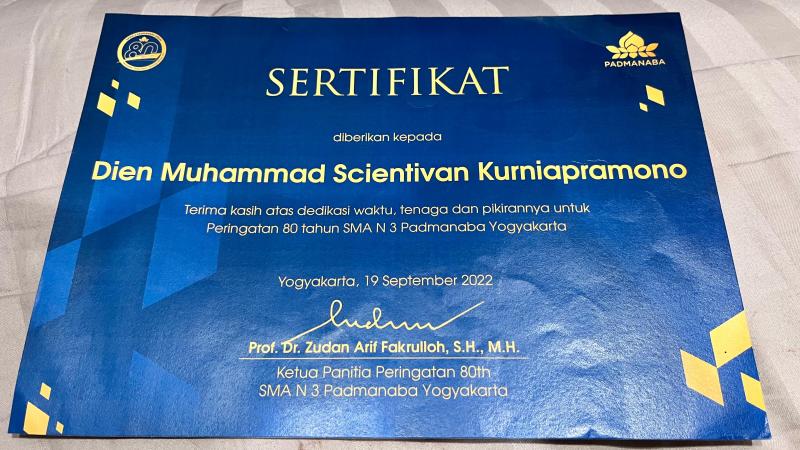 80
PADMANABA
SERTIFIKAT
diberikan kepada
Dien Muhammad Scientivan Kurniapramono
Terima kasih atas dedikasi waktu, tenaga dan pikirannya untuk
Peringatan 80 tahun SMA N 3 Padmanaba Yogyakarta
Yogyakarta, 19 September 2022
Prof. Dr. Zudan Arif Fakrulloh, S.H., M.H.
Ketua Panitia Peringatan 80th
SMA N 3 Padmanaba Yogyakarta